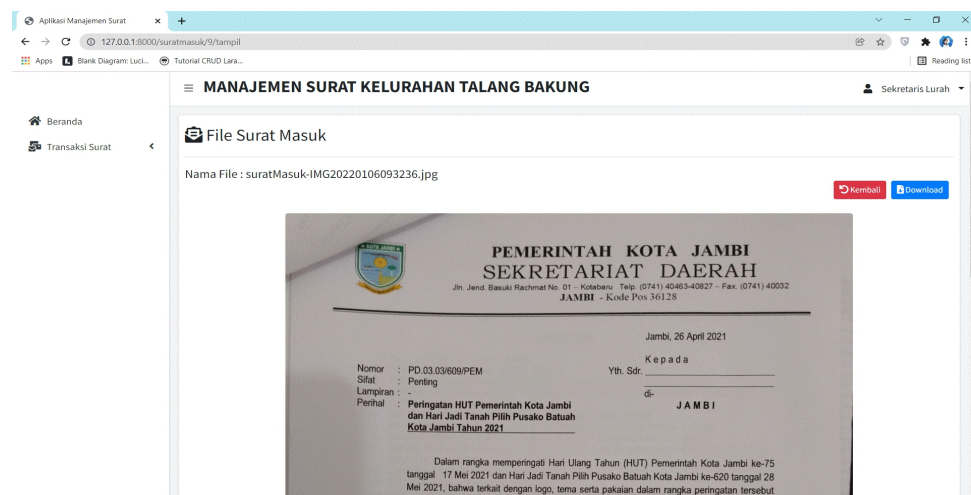 Aplikasi Manajemen Surat
127.0.0.1:8000/suratmasuk/9/tampil
Apps Blank Diagram: Luci... Tutorial CRUD Lara... Reading list
MANAJEMEN SURAT KELURAHAN TALANG BAKUNG
Sekretaris Lurah
Beranda
Transaksi Surat
File Surat Masuk
Nama File : suratMasuk-IMG20220106093236.jpg
Kembali Download
KOTA JAMBI
PEMERINTAH KOTA JAMBI
SEKRETARIAT DAERAH
Jln. Jend. Basuki Rachmat No. 01 – Kotabaru Telp. (0741) 40463-40827 – Fax. (0741) 40032
JAMBI - Kode Pos 36128
Jambi, 26 April 2021
Kepada
Yth. Sdr.
di-
JAMBI
Nomor : PD.03.03/609/PEM
Sifat : Penting
Lampiran : -
Perihal : Peringatan HUT Pemerintah Kota Jambi
dan Hari Jadi Tanah Pilih Pusako Batuah
Kota Jambi Tahun 2021
Dalam rangka memperingati Hari Ulang Tahun (HUT) Pemerintah Kota Jambi ke-75
tanggal 17 Mei 2021 dan Hari Jadi Tanah Pilih Pusako Batuah Kota Jambi ke-620 tanggal 28
Mei 2021, bahwa terkait dengan logo, tema serta pakaian dalam rangka peringatan tersebut